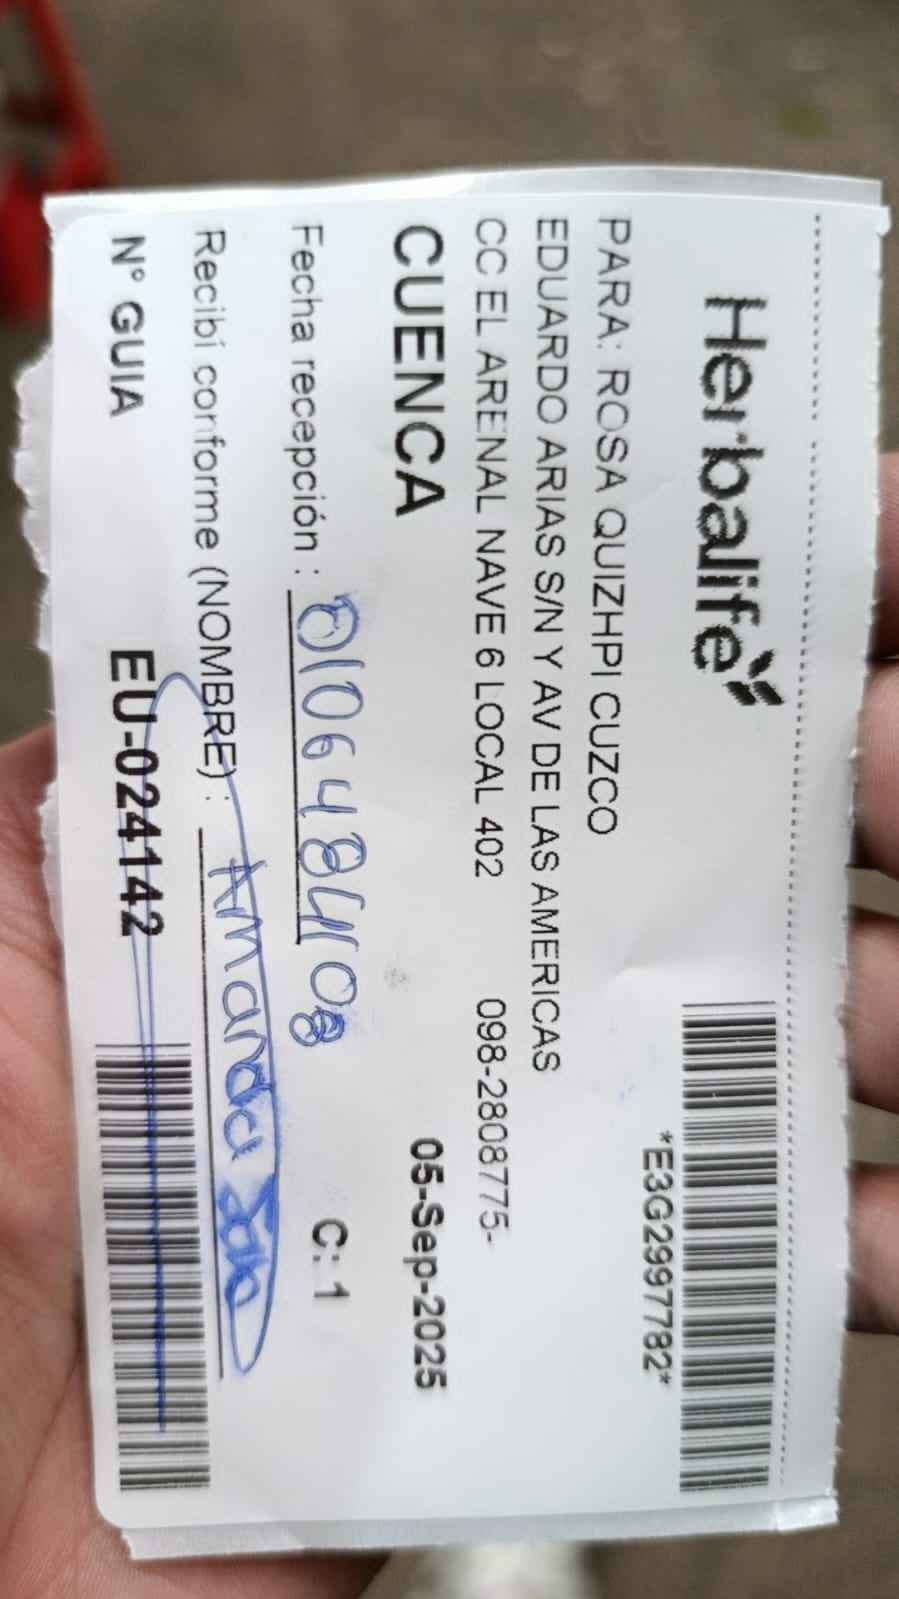 Herbalife
*E3G2997782*
PARA: ROSA QUIZHPI CUZCO
EDUARDO ARIAS S/N Y AV DE LAS AMERICAS
CC EL ARENAL NAVE 6 LOCAL 402 098-2808775-
CUENCA 05-Sep-2025
Fecha recepción : 0106484108 C: 1
Recibí conforme (NOMBRE) : Amanda
N° GUIA EU-024142